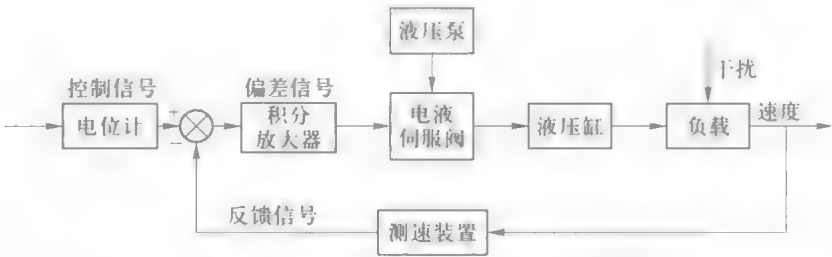 液压泵
控制信号
偏差信号
干扰
+
电位计
积分
放大器
电液
伺服阀
液压缸
负载
速度
−
反馈信号
测速装置